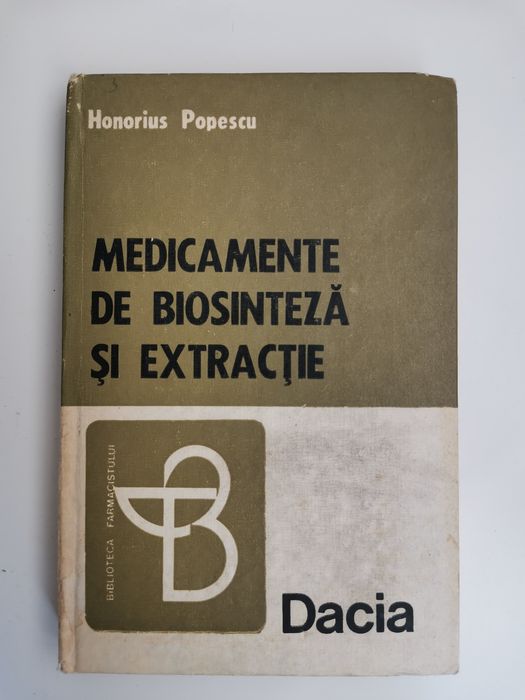 Honorius Popescu
MEDICAMENTE
DE BIOSINTEZĂ
ŞI EXTRACŢIE
BIBLIOTECA FARMACISTULUI
B
Dacia